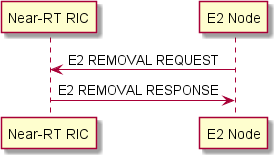 Near-RT RIC
E2 Node
E2 REMOVAL REQUEST
E2 REMOVAL RESPONSE
Near-RT RIC
E2 Node